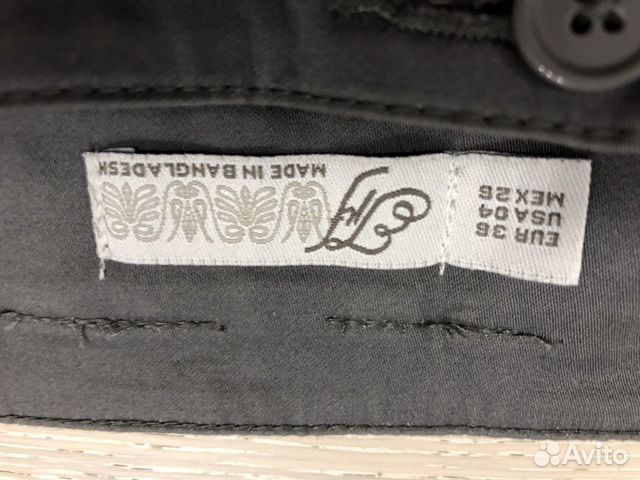 EUR 36
USA 04
MEX 26
MADE IN BANGLADESH
Avito